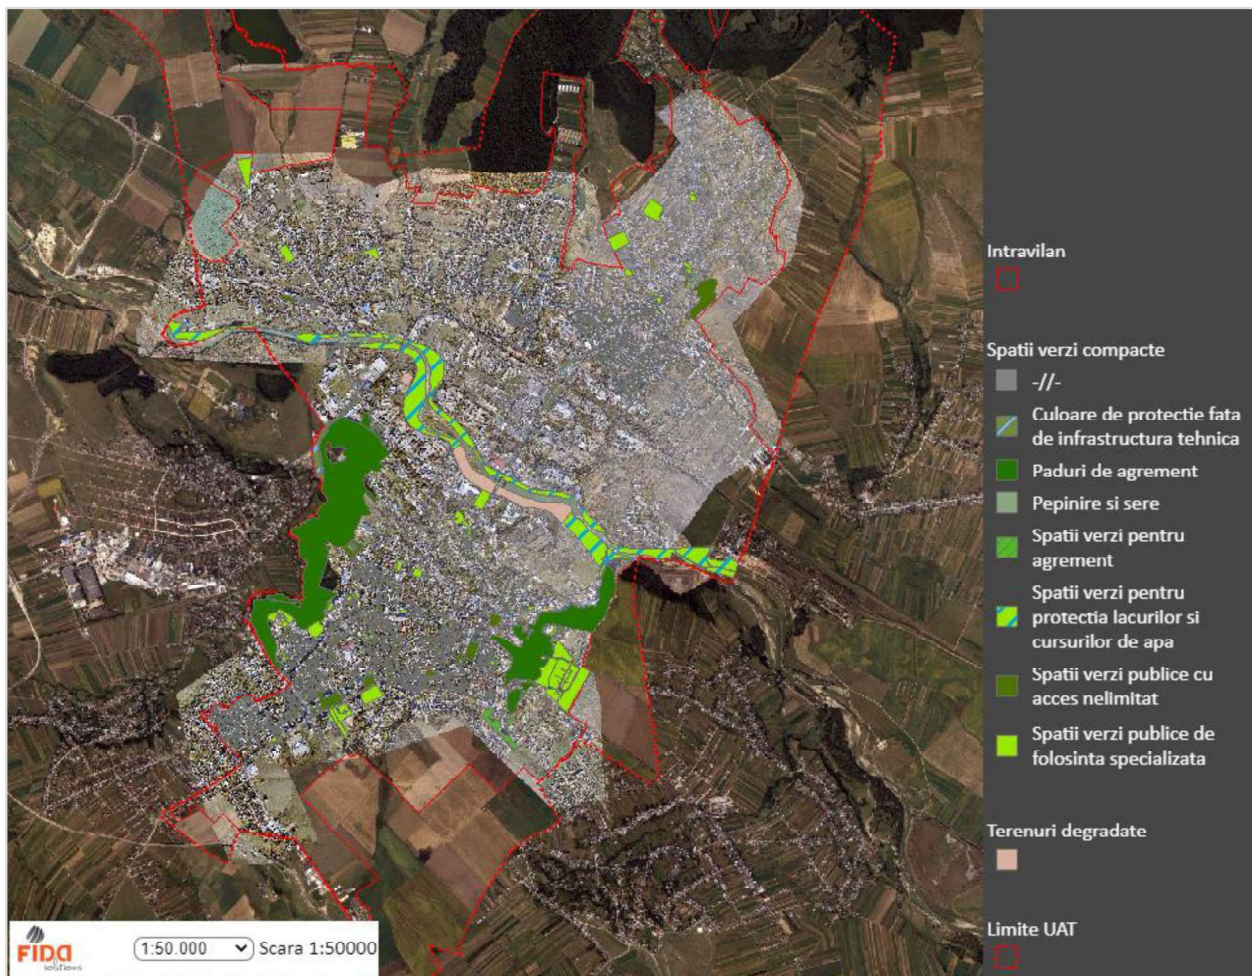 Intravilan
Spatii verzi compacte
-//-
Culoare de protectie fata
de infrastructura tehnica
Paduri de agrement
Pepinire si sere
Spatii verzi pentru
agrement
Spatii verzi pentru
protectia lacurilor si
cursurilor de apa
Spatii verzi publice cu
acces nelimitat
Spatii verzi publice de
folosinta specializata
Terenuri degradate
Limite UAT
FIDA
solutions
1:50.000
Scara 1:50000